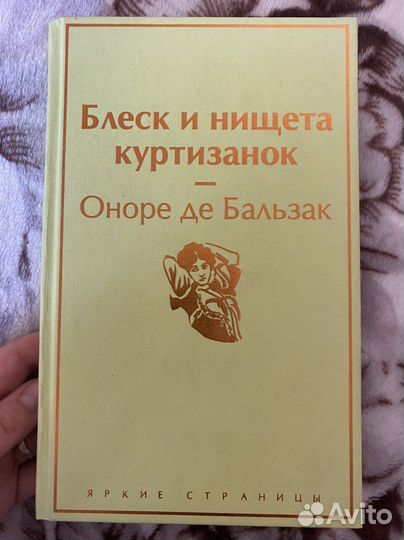 Блеск и нищета
куртизанок
Оноре де Бальзак
ЯРКИЕ СТРАНИЦЫ
Avito